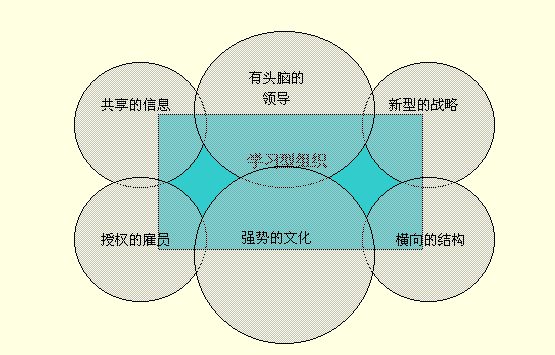 有头脑的
领导
共享的信息
新型的战略
学习型组织
授权的雇员
强势的文化
横向的结构